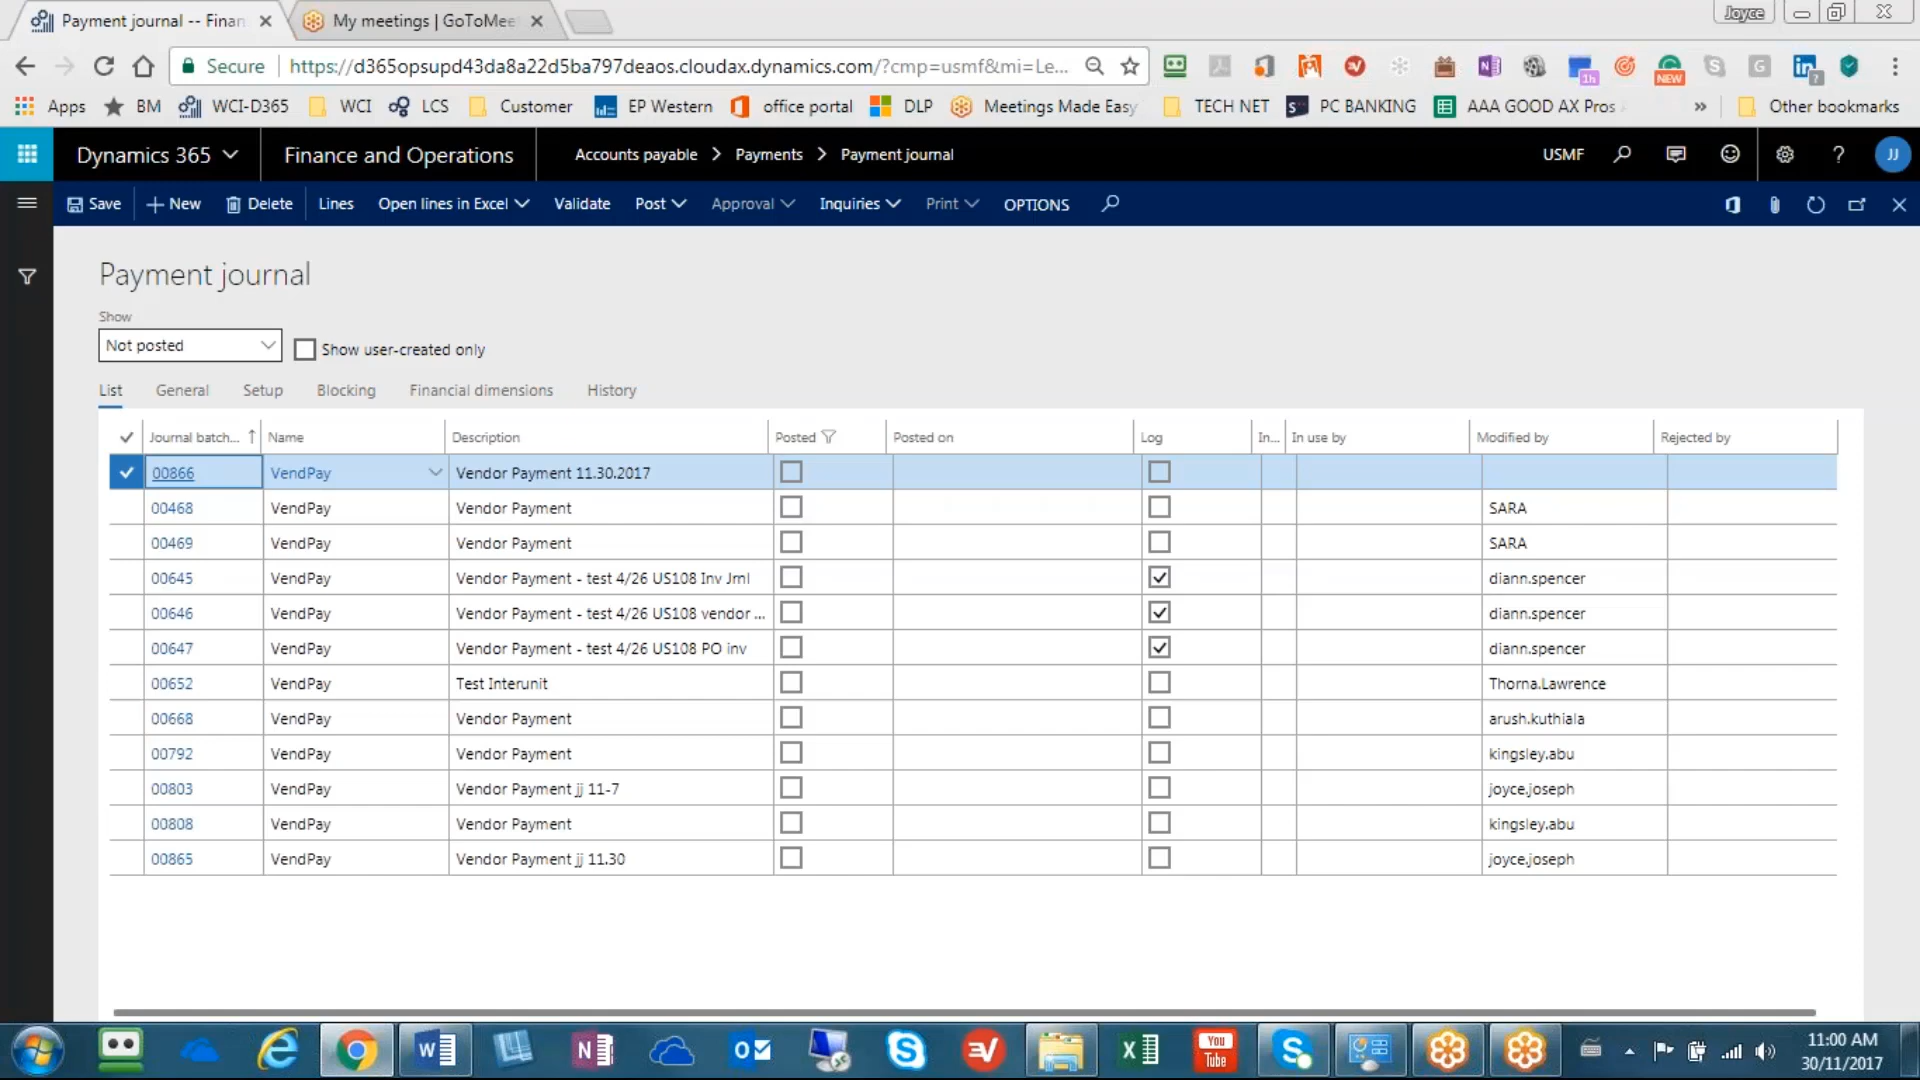 Payment journal -- Finan
My meetings | GoToMee
Joyce
Secure
https://d365opsupd43da8a22d5ba797deaos.cloudax.dynamics.com/?cmp=usmf&mi=Le...
1h
NEW
Apps
BM
WCI-D365
WCI
LCS
Customer
EP Western
office portal
DLP
Meetings Made Easy
TECH NET
PC BANKING
AAA GOOD AX Pros
»
Other bookmarks
Dynamics 365
Finance and Operations
Accounts payable > Payments > Payment journal
USMF
?
JJ
Save
New
Delete
Lines
Open lines in Excel
Validate
Post
Approval
Inquiries
Print
OPTIONS
Payment journal
Show
Not posted
Show user-created only
List General Setup Blocking Financial dimensions History
Journal batch... Name Description Posted Posted on Log In... In use by Modified by Rejected by
00866 VendPay Vendor Payment 11.30.2017
00468 VendPay Vendor Payment SARA
00469 VendPay Vendor Payment SARA
00645 VendPay Vendor Payment - test 4/26 US108 Inv Jrnl diann.spencer
00646 VendPay Vendor Payment - test 4/26 US108 vendor ... diann.spencer
00647 VendPay Vendor Payment - test 4/26 US108 PO inv diann.spencer
00652 VendPay Test Interunit Thorna.Lawrence
00668 VendPay Vendor Payment arush.kuthiala
00792 VendPay Vendor Payment kingsley.abu
00803 VendPay Vendor Payment jj 11-7 joyce.joseph
00808 VendPay Vendor Payment kingsley.abu
00865 VendPay Vendor Payment jj 11.30 joyce.joseph
You
Tube
11:00 AM
30/11/2017